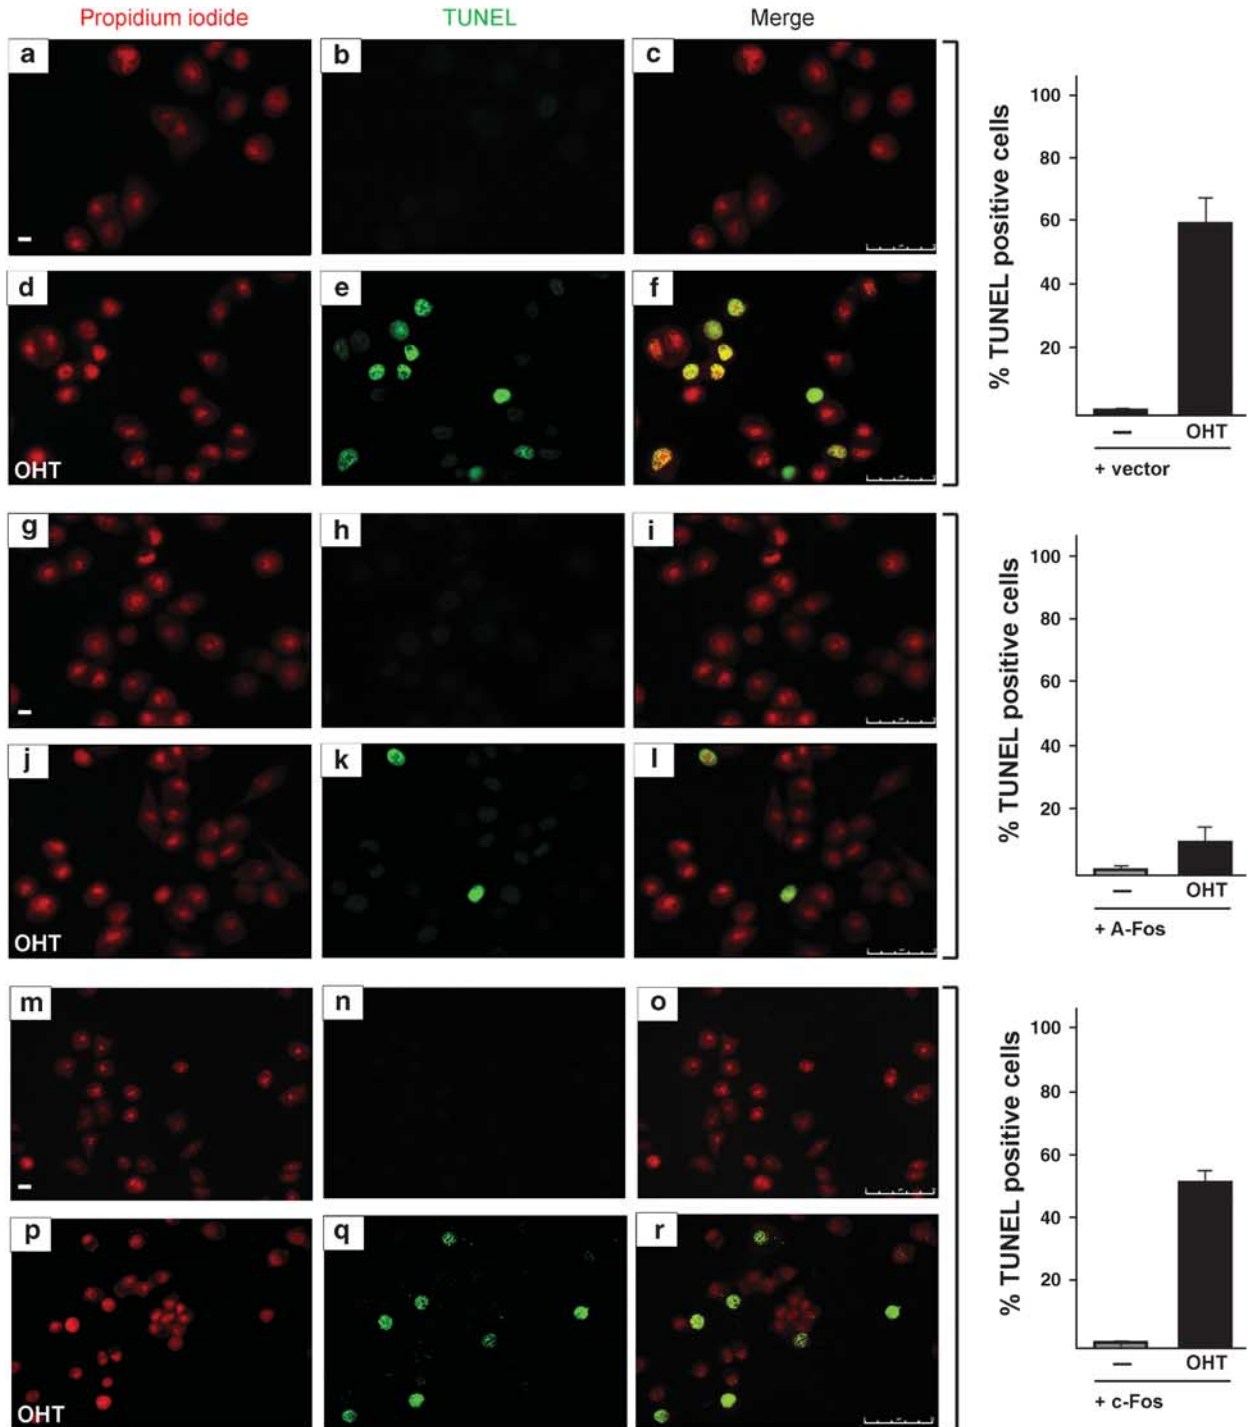 Propidium iodide TUNEL Merge
a b c
d e f
OHT
% TUNEL positive cells
100
80
60
40
20
— OHT
+ vector
g h i
j k l
OHT
% TUNEL positive cells
100
80
60
40
20
— OHT
+ A-Fos
m n o
p q r
OHT
% TUNEL positive cells
100
80
60
40
20
— OHT
+ c-Fos